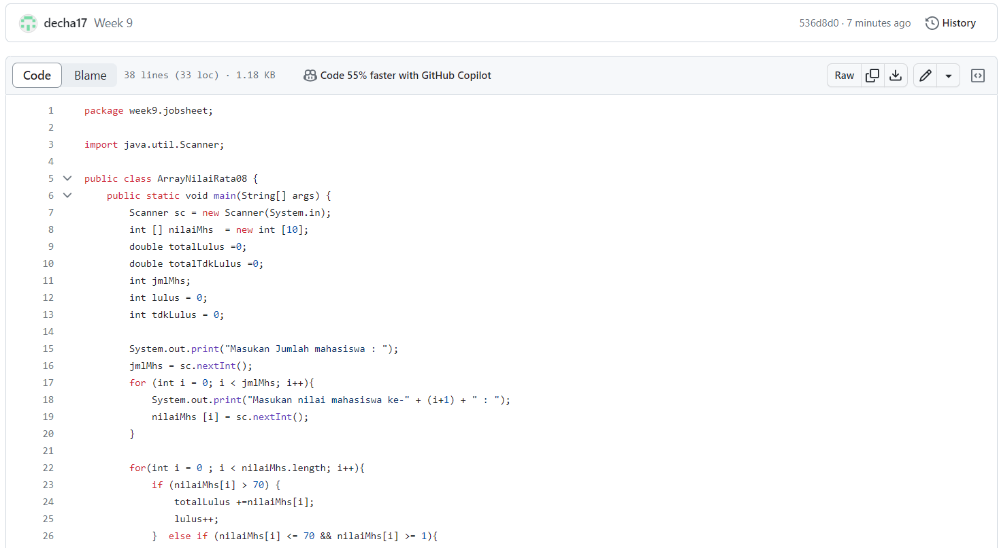 decha17 Week 9 536d8d0 · 7 minutes ago History
Code Blame 38 lines (33 loc) · 1.18 KB Code 55% faster with GitHub Copilot Raw
1 package week9.jobsheet;
2
3 import java.util.Scanner;
4
5 public class ArrayNilaiRata08 {
6     public static void main(String[] args) {
7         Scanner sc = new Scanner(System.in);
8         int [] nilaiMhs  = new int [10];
9         double totalLulus =0;
10         double totalTdkLulus =0;
11         int jmlMhs;
12         int lulus = 0;
13         int tdkLulus = 0;
14
15         System.out.print("Masukan Jumlah mahasiswa : ");
16         jmlMhs = sc.nextInt();
17         for (int i = 0; i < jmlMhs; i++){
18             System.out.print("Masukan nilai mahasiswa ke-" + (i+1) + " : ");
19             nilaiMhs [i] = sc.nextInt();
20         }
21
22         for(int i = 0 ; i < nilaiMhs.length; i++){
23             if (nilaiMhs[i] > 70) {
24                 totalLulus +=nilaiMhs[i];
25                 lulus++;
26             }  else if (nilaiMhs[i] <= 70 && nilaiMhs[i] >= 1){